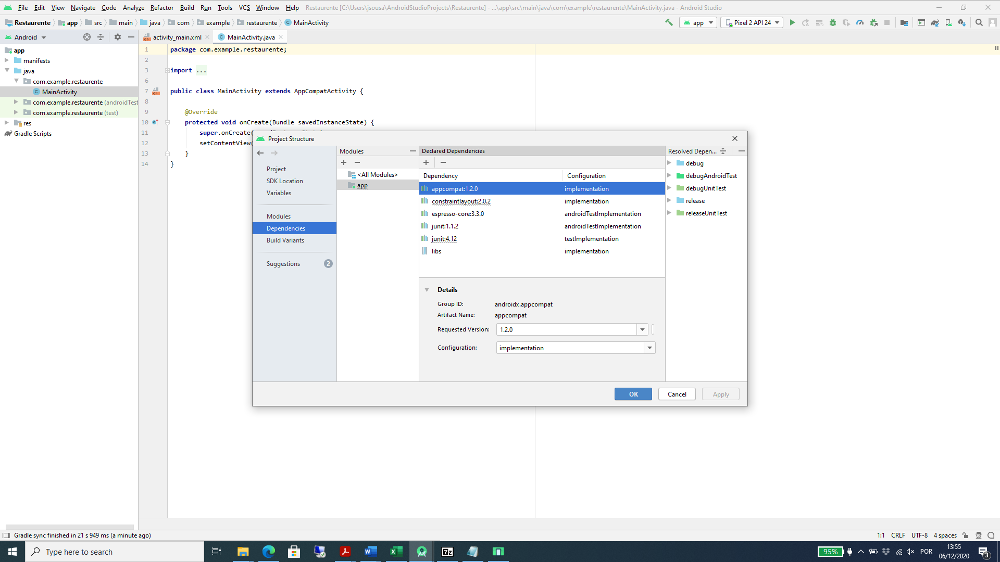 File Edit View Navigate Code Analyze Refactor Build Run Tools VCS Window Help Restaurente [C:\Users\jsousa\AndroidStudioProjects\Restaurente] - ...\app\src\main\java\com\example\restaurente\MainActivity.java - Android Studio
Restaurente app src main java com example restaurente MainActivity app Pixel 2 API 24
Android activity_main.xml MainActivity.java
app
manifests
java
com.example.restaurente
MainActivity
com.example.restaurente (androidTest
com.example.restaurente (test)
res
Gradle Scripts
1 package com.example.restaurente;
2
3 import ...
6
7 public class MainActivity extends AppCompatActivity {
8
9 @Override
10 protected void onCreate(Bundle savedInstanceState) {
11 super.onCreate(
12 setContentView(
13 }
14 }
Project Structure
Project
SDK Location
Variables
Modules
Dependencies
Build Variants
Suggestions 2
Modules
<All Modules>
app
Declared Dependencies
Dependency Configuration
appcompat:1.2.0 implementation
constraintlayout:2.0.2 implementation
espresso-core:3.3.0 androidTestImplementation
junit:1.1.2 androidTestImplementation
junit:4.12 testImplementation
libs implementation
Details
Group ID: androidx.appcompat
Artifact Name: appcompat
Requested Version: 1.2.0
Configuration: implementation
Resolved Depen...
debug
debugAndroidTest
debugUnitTest
release
releaseUnitTest
OK Cancel Apply
Gradle sync finished in 21 s 949 ms (a minute ago) 1:1 CRLF UTF-8 4 spaces
Type here to search 7z 95% POR 13:55
06/12/2020 3